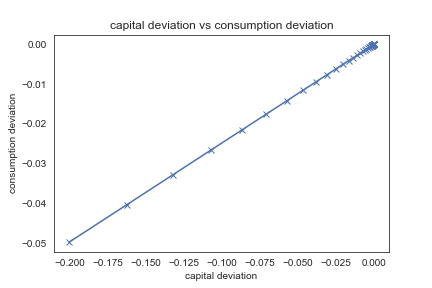 capital deviation vs consumption deviation
consumption deviation
0.00
−0.01
−0.02
−0.03
−0.04
−0.05
−0.200 −0.175 −0.150 −0.125 −0.100 −0.075 −0.050 −0.025 0.000
capital deviation